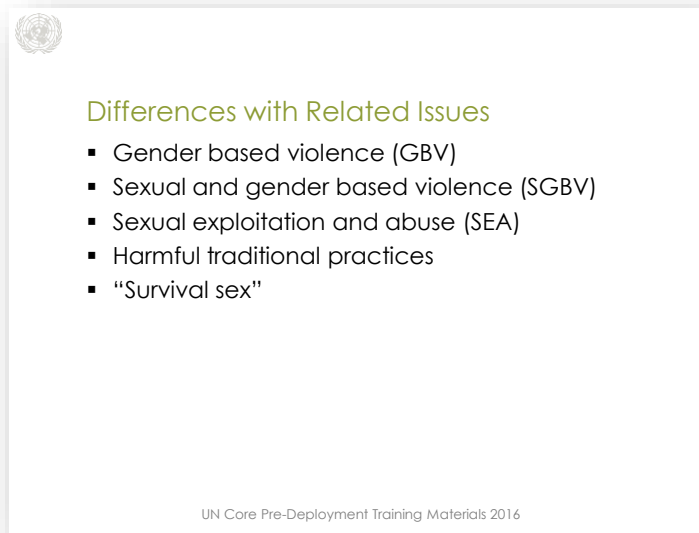 Differences with Related Issues
▪ Gender based violence (GBV)
▪ Sexual and gender based violence (SGBV)
▪ Sexual exploitation and abuse (SEA)
▪ Harmful traditional practices
▪ “Survival sex”
UN Core Pre-Deployment Training Materials 2016